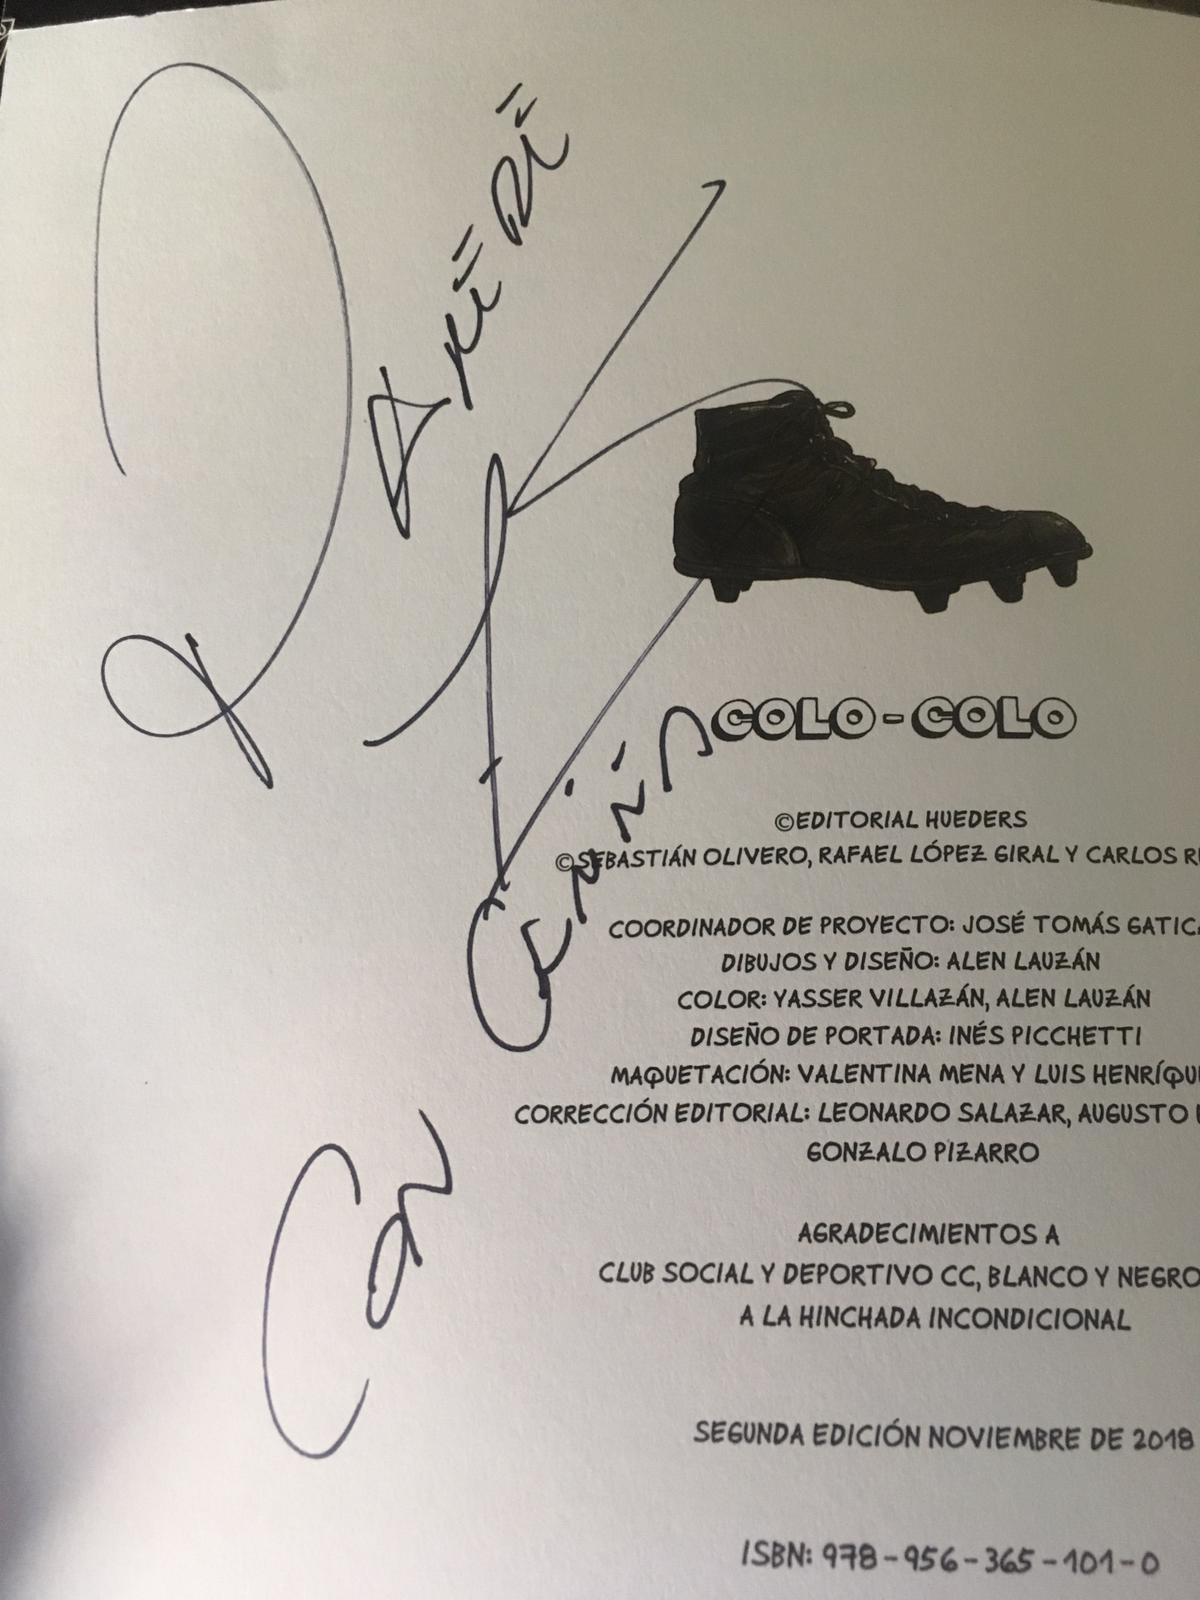 COLO-COLO
©EDITORIAL HUEDERS
©SEBASTIÁN OLIVERO, RAFAEL LÓPEZ GIRAL Y CARLOS
COORDINADOR DE PROYECTO: JOSÉ TOMÁS GATICA
DIBUJOS Y DISEÑO: ALEN LAUZÁN
COLOR: YASSER VILLAZÁN, ALEN LAUZÁN
DISEÑO DE PORTADA: INÉS PICCHETTI
MAQUETACIÓN: VALENTINA MENA Y LUIS
CORRECCIÓN EDITORIAL: LEONARDO SALAZAR, AUGUSTO
GONZALO PIZARRO
AGRADECIMIENTOS A
CLUB SOCIAL Y DEPORTIVO CC, BLANCO Y NEGRO
A LA HINCHADA INCONDICIONAL
SEGUNDA EDICIÓN NOVIEMBRE DE 2018
ISBN: 978-956-365-101-0
Con